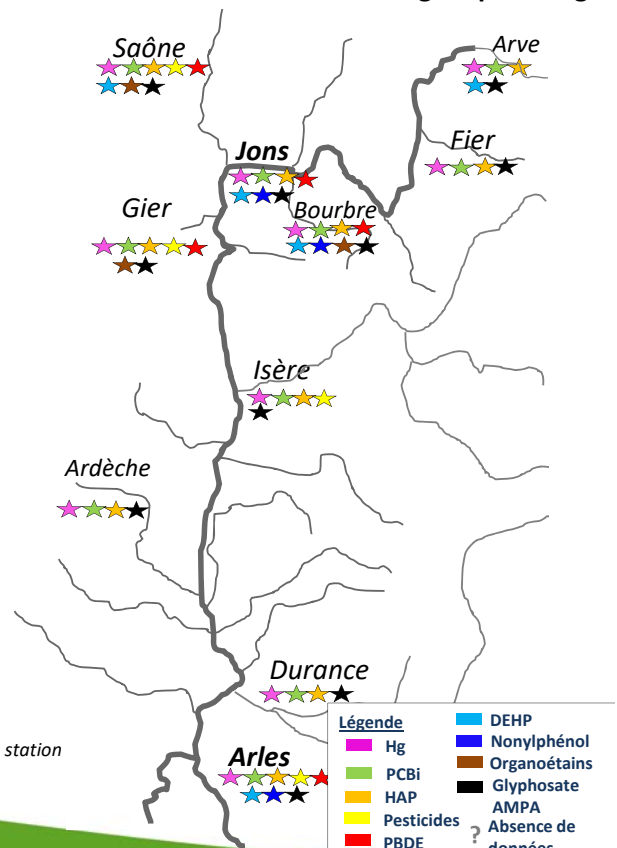 Saône
Arve
Fier
Jons
Gier
Bourbre
Isère
Ardèche
Durance
station
Arles
Légende
Hg
PCBi
HAP
Pesticides
PBDE
DEHP
Nonylphénol
Organoétains
Glyphosate
AMPA
? Absence de
données